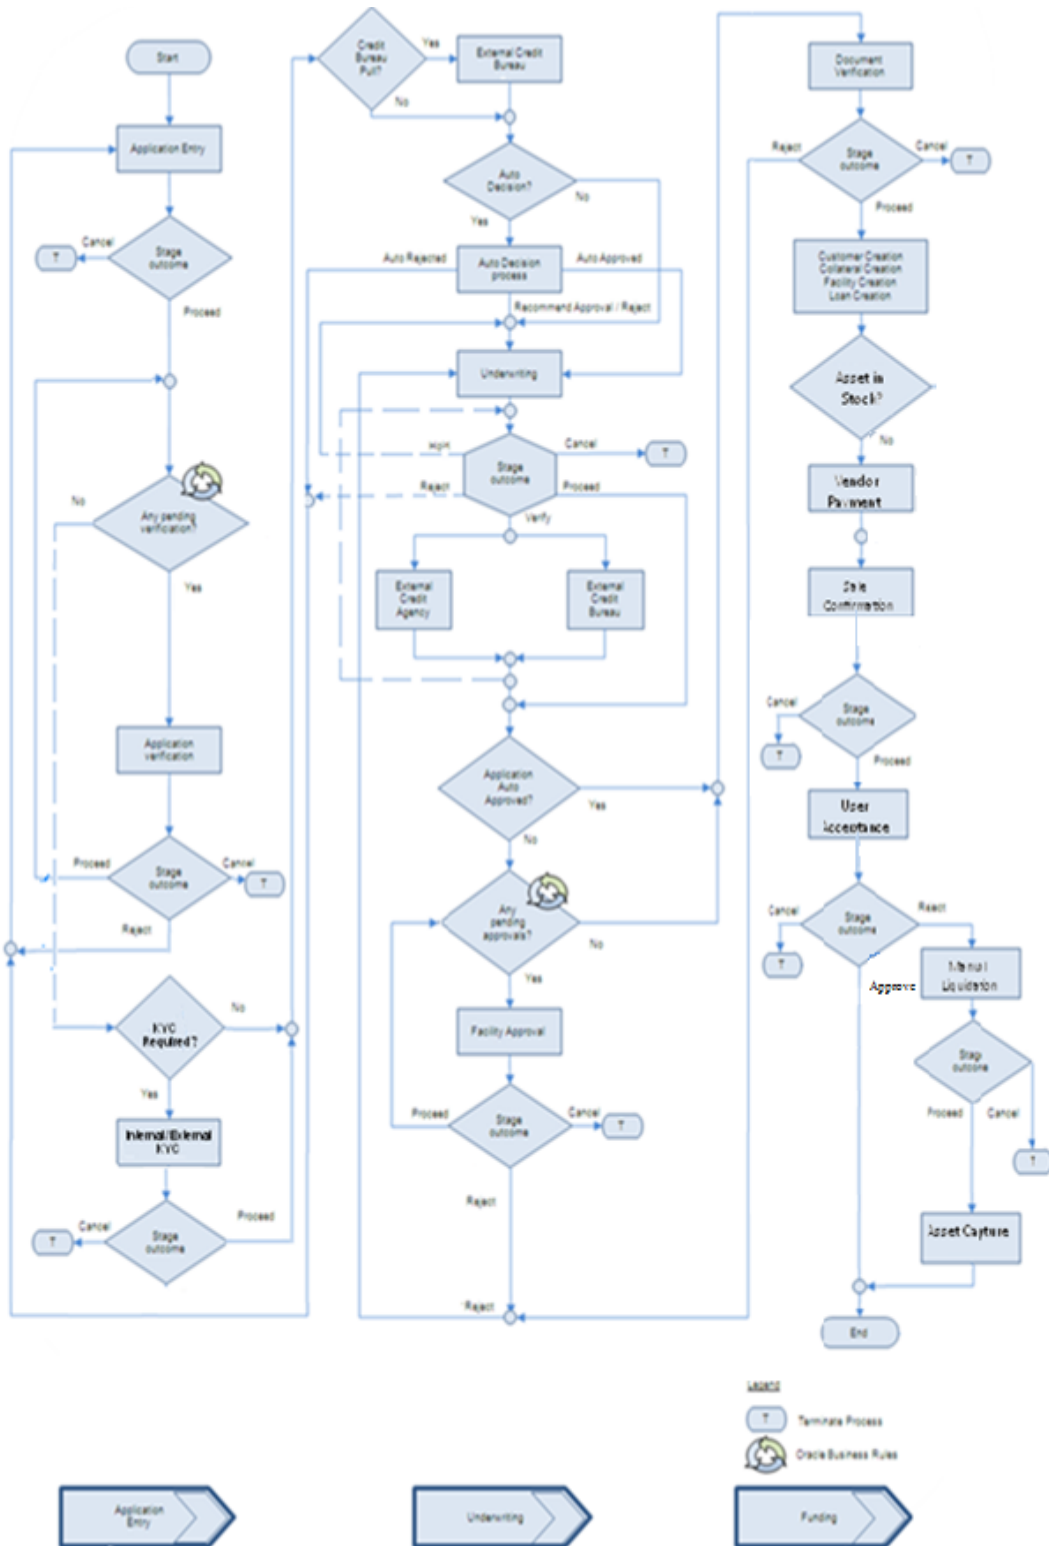 Start
Application Entry
Stage
outcome
Cancel
T
Proceed
Any pending
verification?
No
Yes
Application
verification
Stage
outcome
Proceed
Cancel
T
Reject
KYC
Required?
No
Yes
Internal/External
KYC
Stage
outcome
Cancel
T
Proceed
Credit
Bureau
Pull?
Yes
No
External Credit
Bureau
Auto
Decision?
No
Yes
Auto Rejected
Auto Decision
process
Auto Approved
Recommend Approval / Reject
Underwriting
Stage
outcome
Cancel
T
Reject
Proceed
Verify
External
Credit
Agency
External
Credit
Bureau
Application
Auto
Approved?
Yes
No
Any
pending
approvals?
No
Yes
Facility Approval
Stage
outcome
Proceed
Cancel
T
Reject
Reject
Document
Verification
Stage
outcome
Reject
Cancel
T
Proceed
Customer Creation
Collateral Creation
Facility Creation
Loan Creation
Asset in
Stock?
No
Vendor
Payment
Sale
Confirmation
Stage
outcome
Cancel
T
Proceed
User
Acceptance
Stage
outcome
Cancel
T
Reject
Approve
Manual
Liquidation
Stage
outcome
Proceed
Cancel
T
Asset Capture
End
Legend
T
Terminate Process
Oracle Business Rules
Application
Entry
Underwriting
Funding